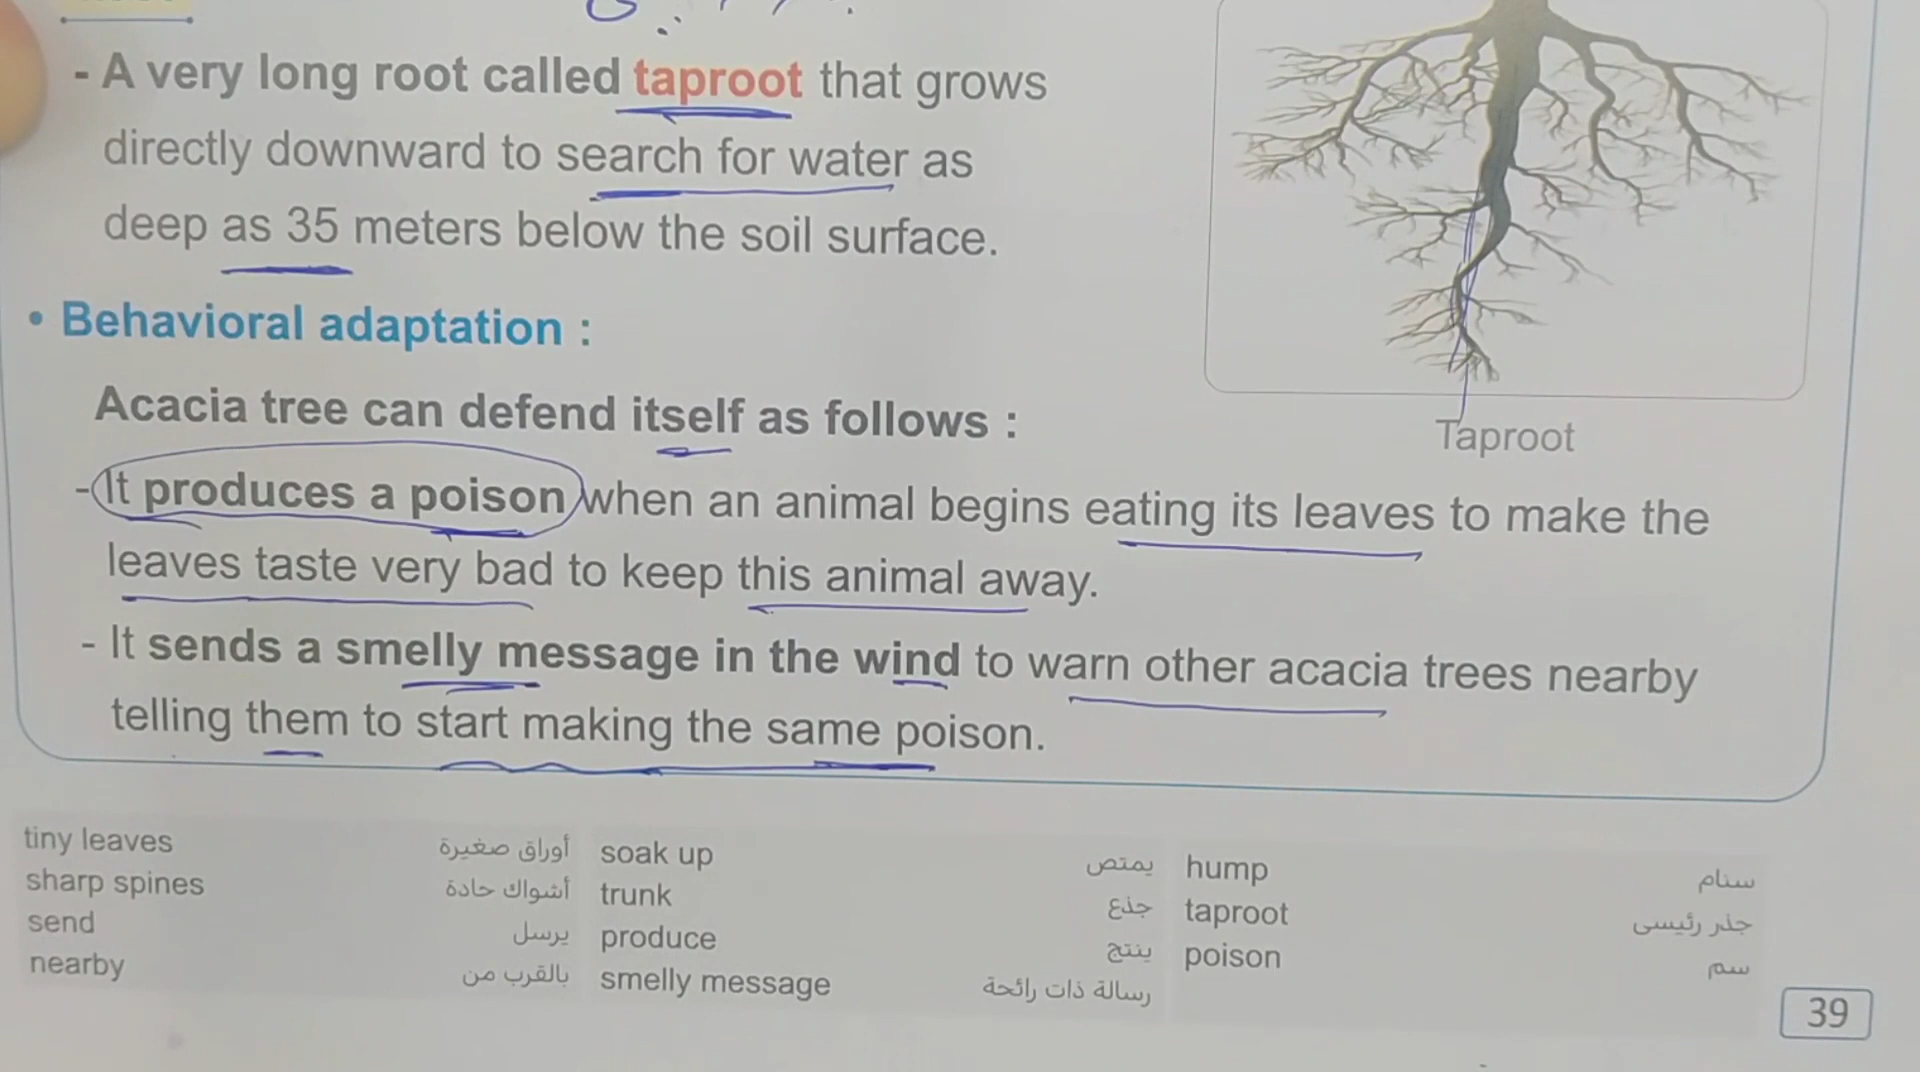 - A very long root called taproot that grows
directly downward to search for water as
deep as 35 meters below the soil surface.
• Behavioral adaptation :
Acacia tree can defend itself as follows :
- It produces a poison when an animal begins eating its leaves to make the
leaves taste very bad to keep this animal away.
- It sends a smelly message in the wind to warn other acacia trees nearby
telling them to start making the same poison.
Taproot
tiny leaves أوراق صغيرة soak up يمتص hump سنام
sharp spines أشواك حادة trunk جذع taproot جذر رئيسى
send يرسل produce ينتج poison سم
nearby بالقرب من smelly message رسالة ذات رائحة
39